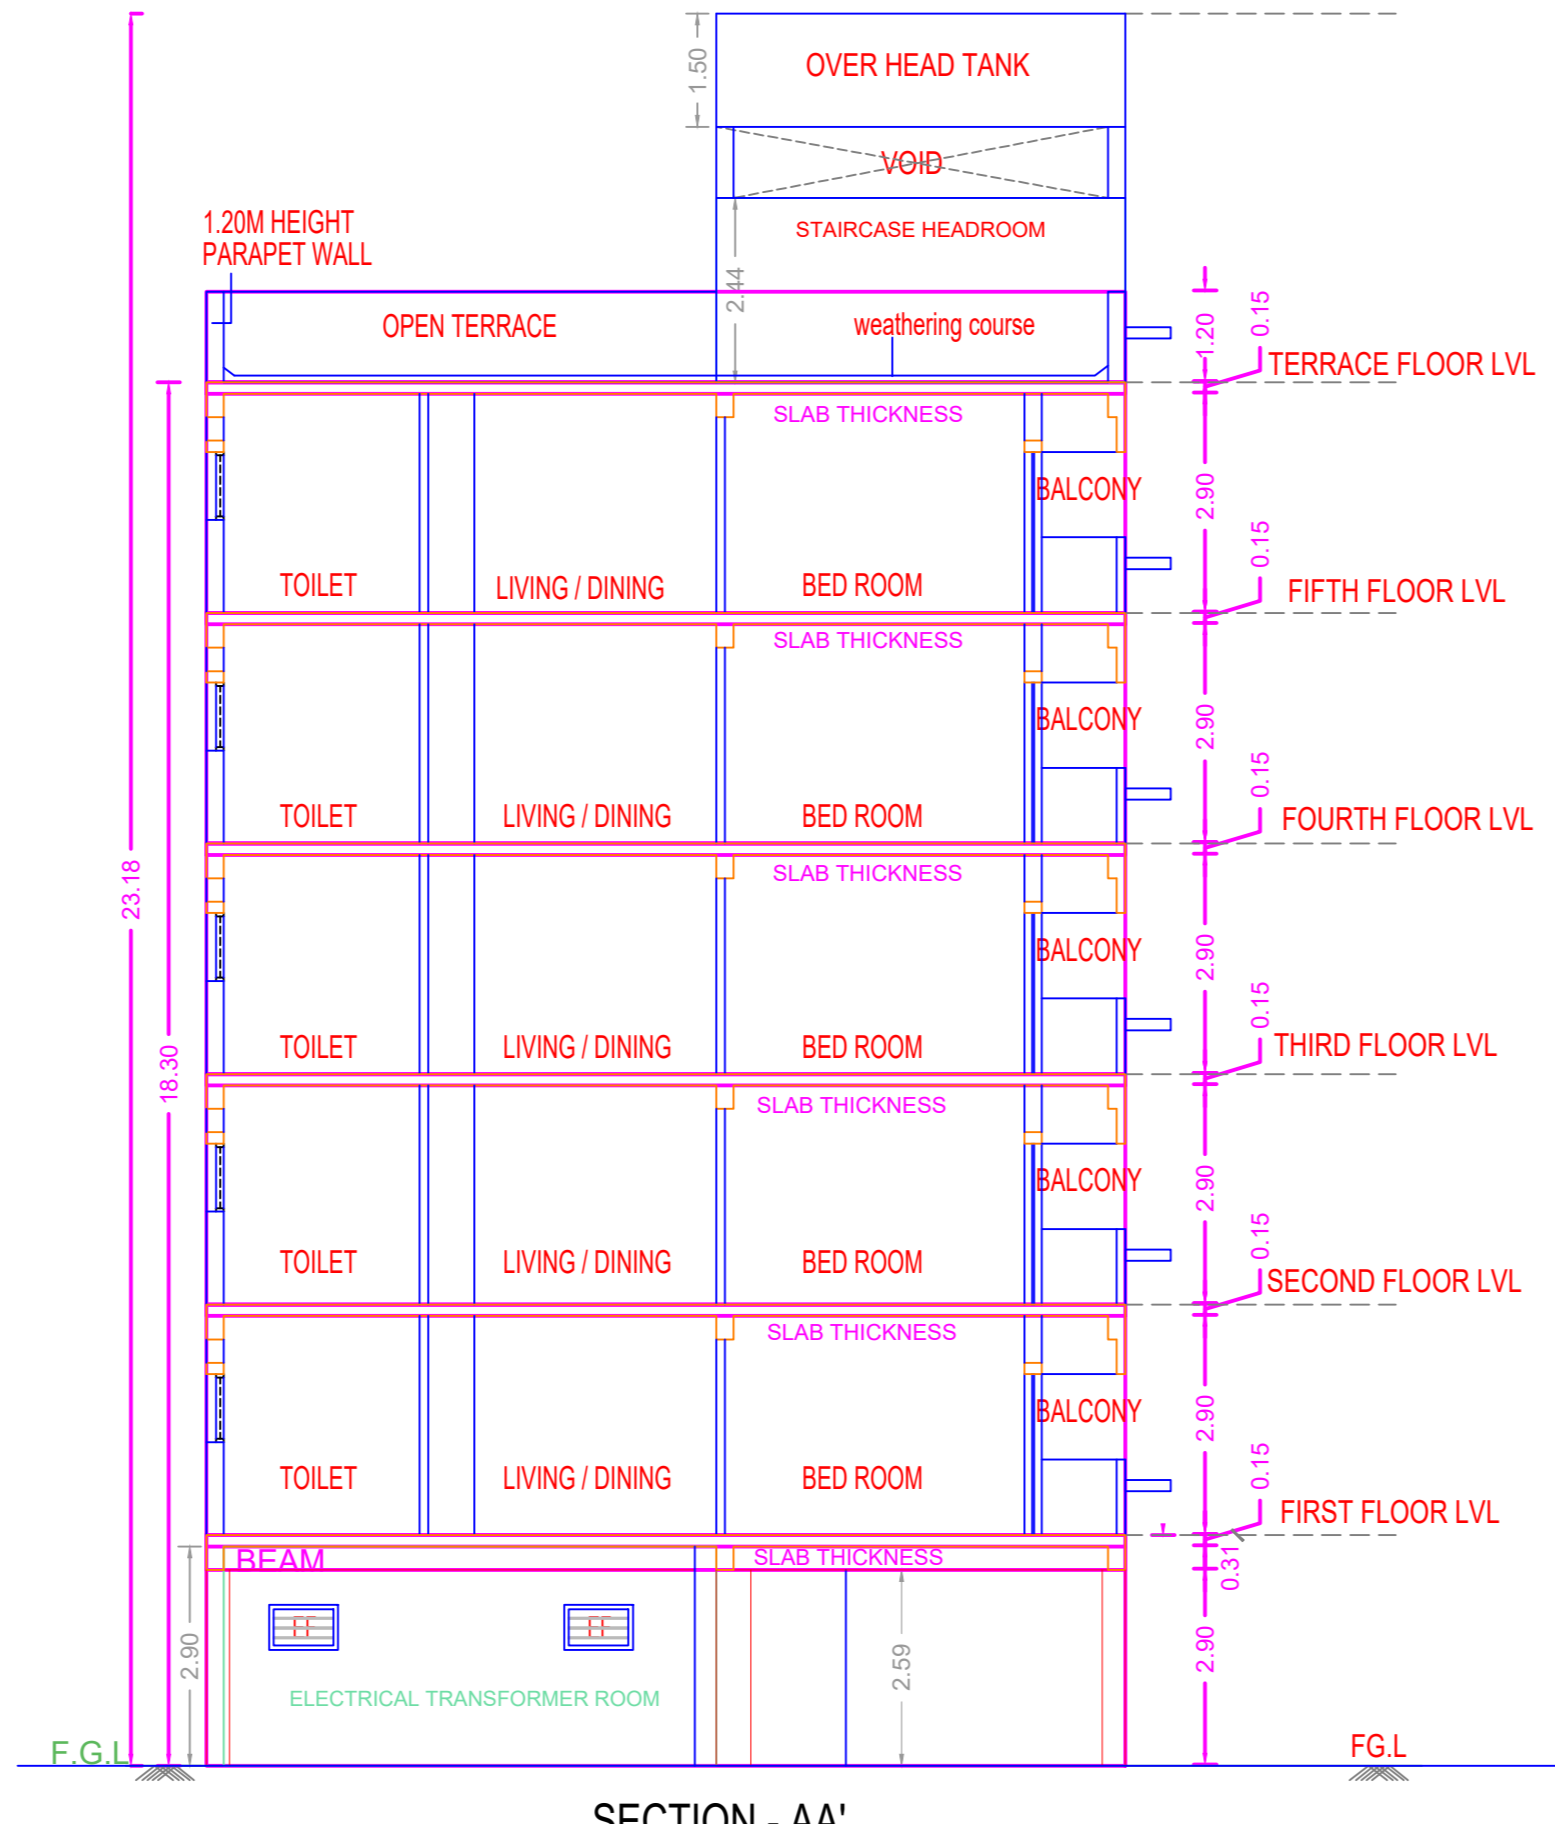 OVER HEAD TANK
1.50
VOID
STAIRCASE HEADROOM
1.20M HEIGHT
PARAPET WALL
2.44
OPEN TERRACE
weathering course
1.20
0.15
TERRACE FLOOR LVL
SLAB THICKNESS
BALCONY
2.90
0.15
TOILET
LIVING / DINING
BED ROOM
FIFTH FLOOR LVL
SLAB THICKNESS
BALCONY
2.90
0.15
TOILET
LIVING / DINING
BED ROOM
FOURTH FLOOR LVL
23.18
SLAB THICKNESS
BALCONY
2.90
0.15
TOILET
LIVING / DINING
BED ROOM
THIRD FLOOR LVL
18.30
SLAB THICKNESS
BALCONY
2.90
0.15
TOILET
LIVING / DINING
BED ROOM
SECOND FLOOR LVL
SLAB THICKNESS
BALCONY
2.90
0.15
TOILET
LIVING / DINING
BED ROOM
FIRST FLOOR LVL
BEAM
SLAB THICKNESS
0.31
2.90
2.59
2.90
ELECTRICAL TRANSFORMER ROOM
F.G.L
FG.L
SECTION - AA'